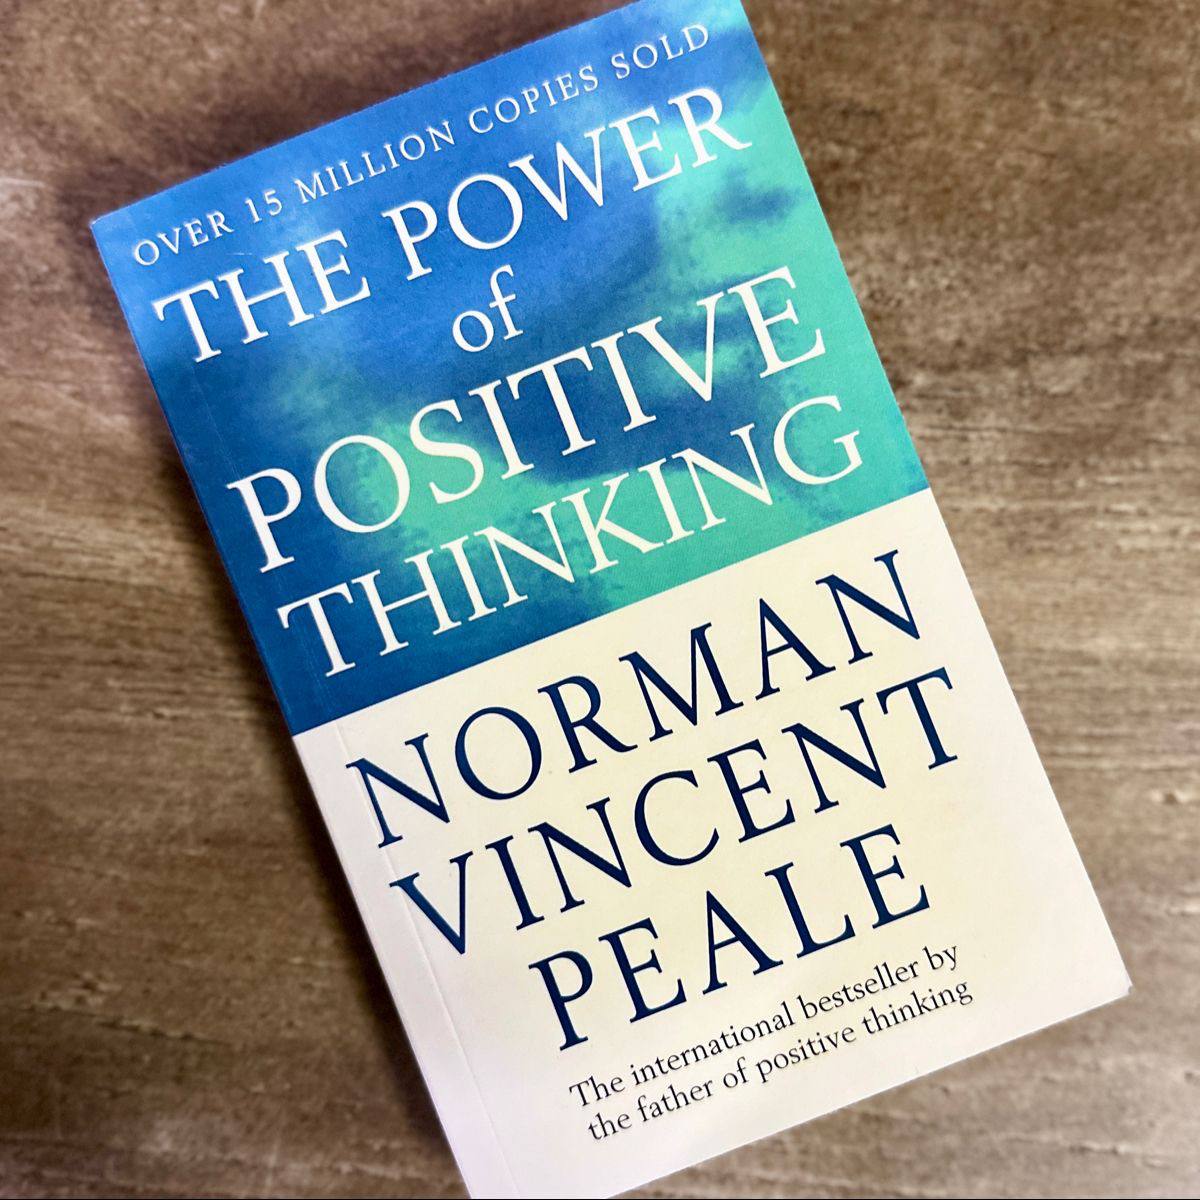 OVER 15 MILLION COPIES SOLD
THE POWER
of
POSITIVE
THINKING
NORMAN
VINCENT
PEALE
The international bestseller by
the father of positive thinking